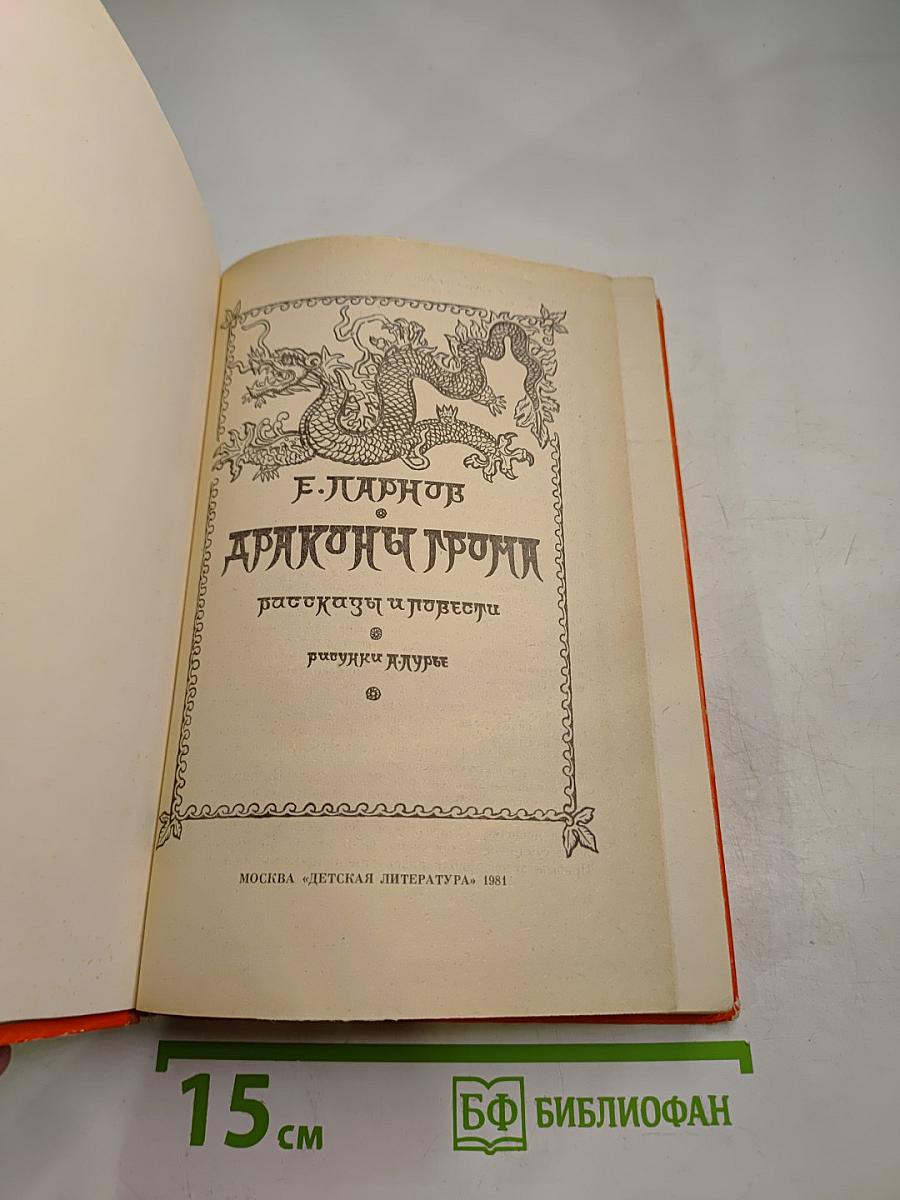 Е. ПАРНОВ
ДРАКОНЫ ГРОМА
рассказы и повести
рисунки А. ЛУРЬЕ
МОСКВА «ДЕТСКАЯ ЛИТЕРАТУРА» 1981
15 см
БФ БИБЛИОФАН